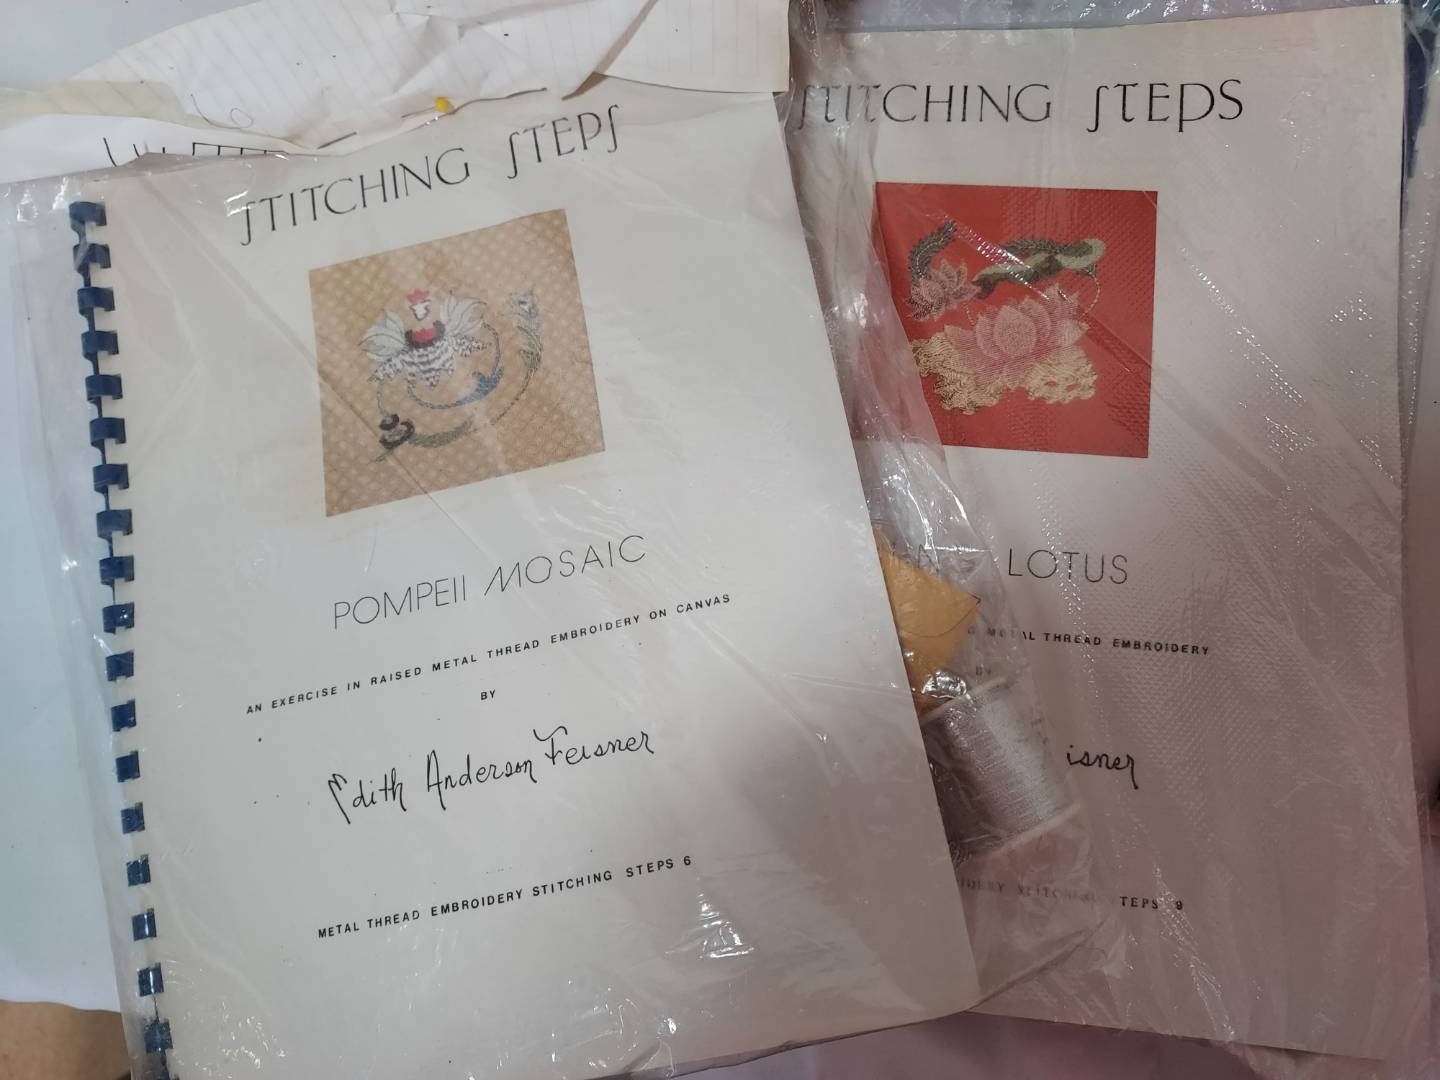 STITCHING STEPS
POMPEII MOSAIC
AN EXERCISE IN RAISED METAL THREAD EMBROIDERY ON CANVAS
BY
Edith Anderson Feisner
METAL THREAD EMBROIDERY STITCHING STEPS 6
STITCHING STEPS
LOTUS
METAL THREAD EMBROIDERY
BY
isner
STEPS 9